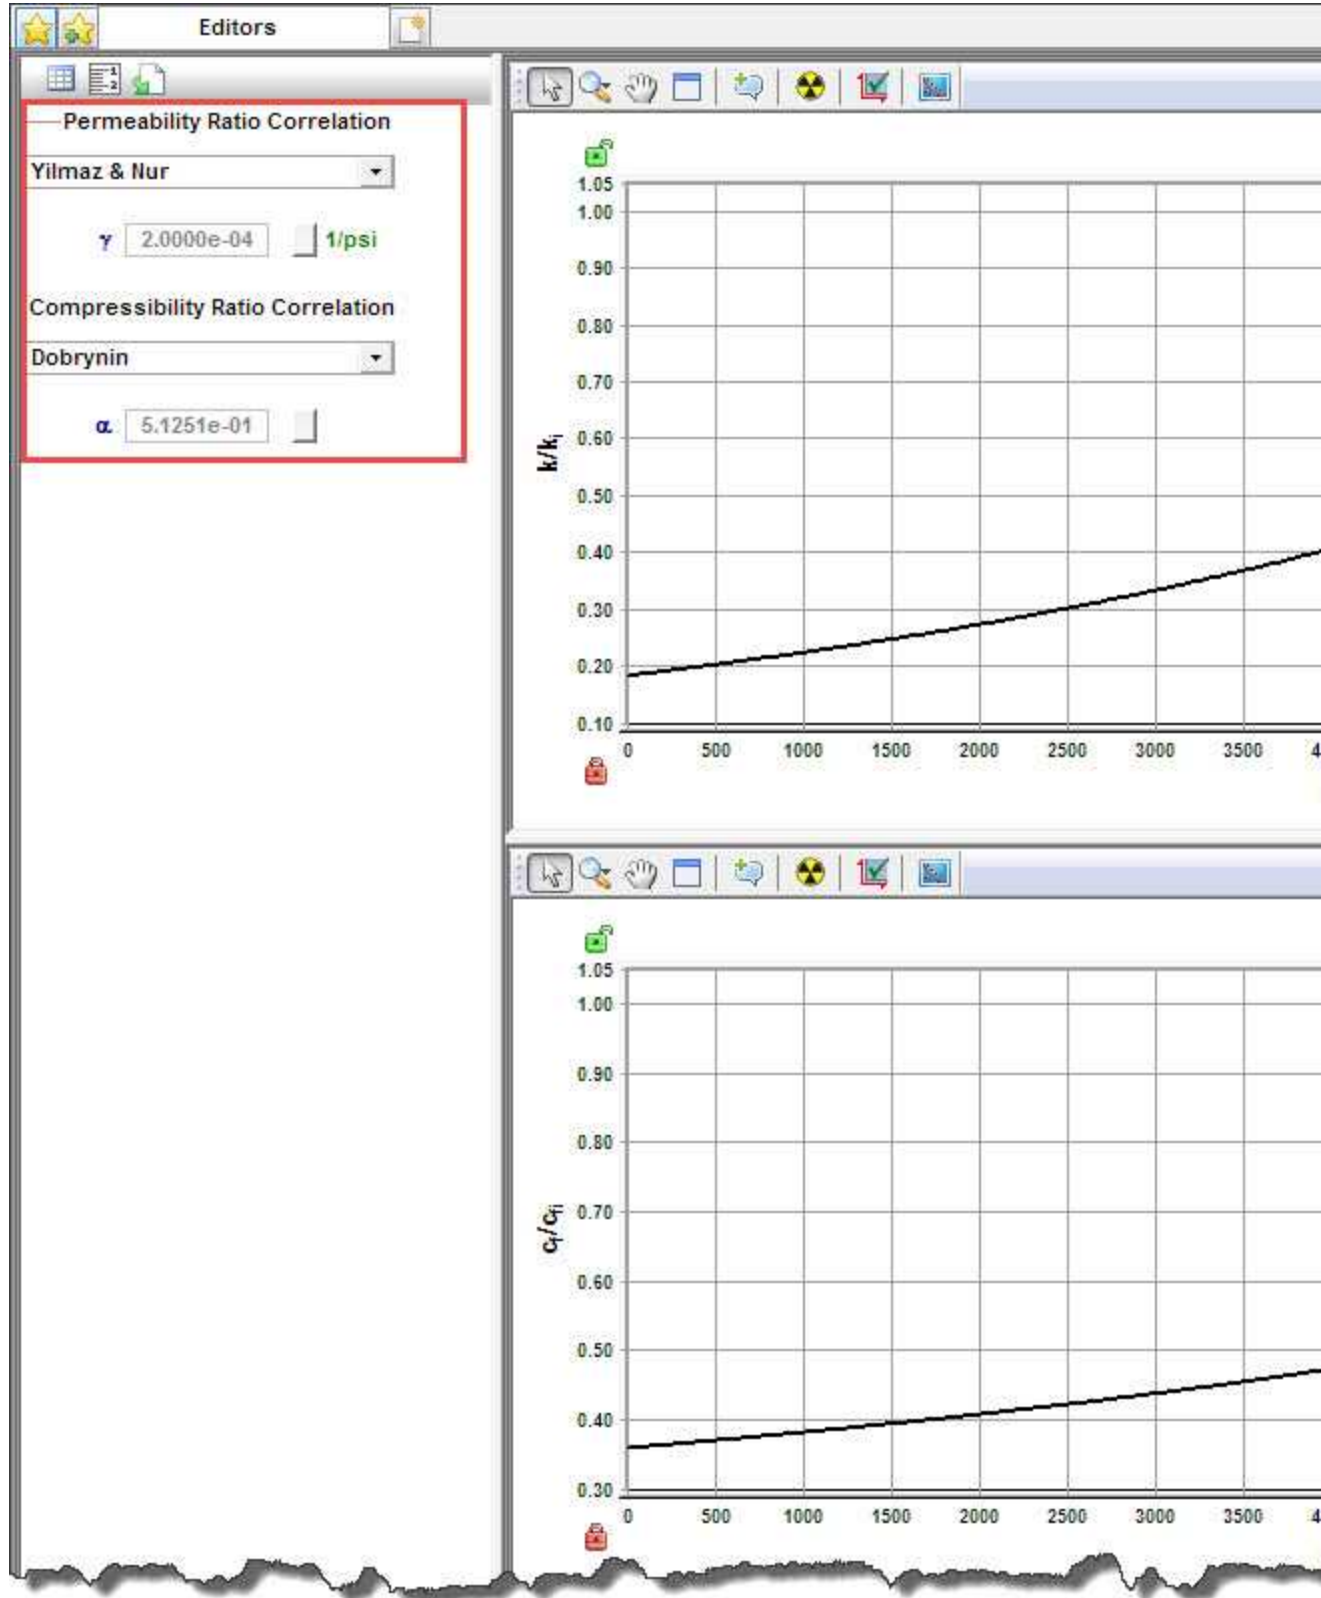 Editors
Permeability Ratio Correlation
Yilmaz & Nur
γ 2.0000e-04 1/psi
Compressibility Ratio Correlation
Dobrynin
α 5.1251e-01
1.05
1.00
0.90
0.80
0.70
k/ki
0.60
0.50
0.40
0.30
0.20
0.10
0 500 1000 1500 2000 2500 3000 3500 4
1.05
1.00
0.90
0.80
cf/cfi
0.70
0.60
0.50
0.40
0.30
0 500 1000 1500 2000 2500 3000 3500 4